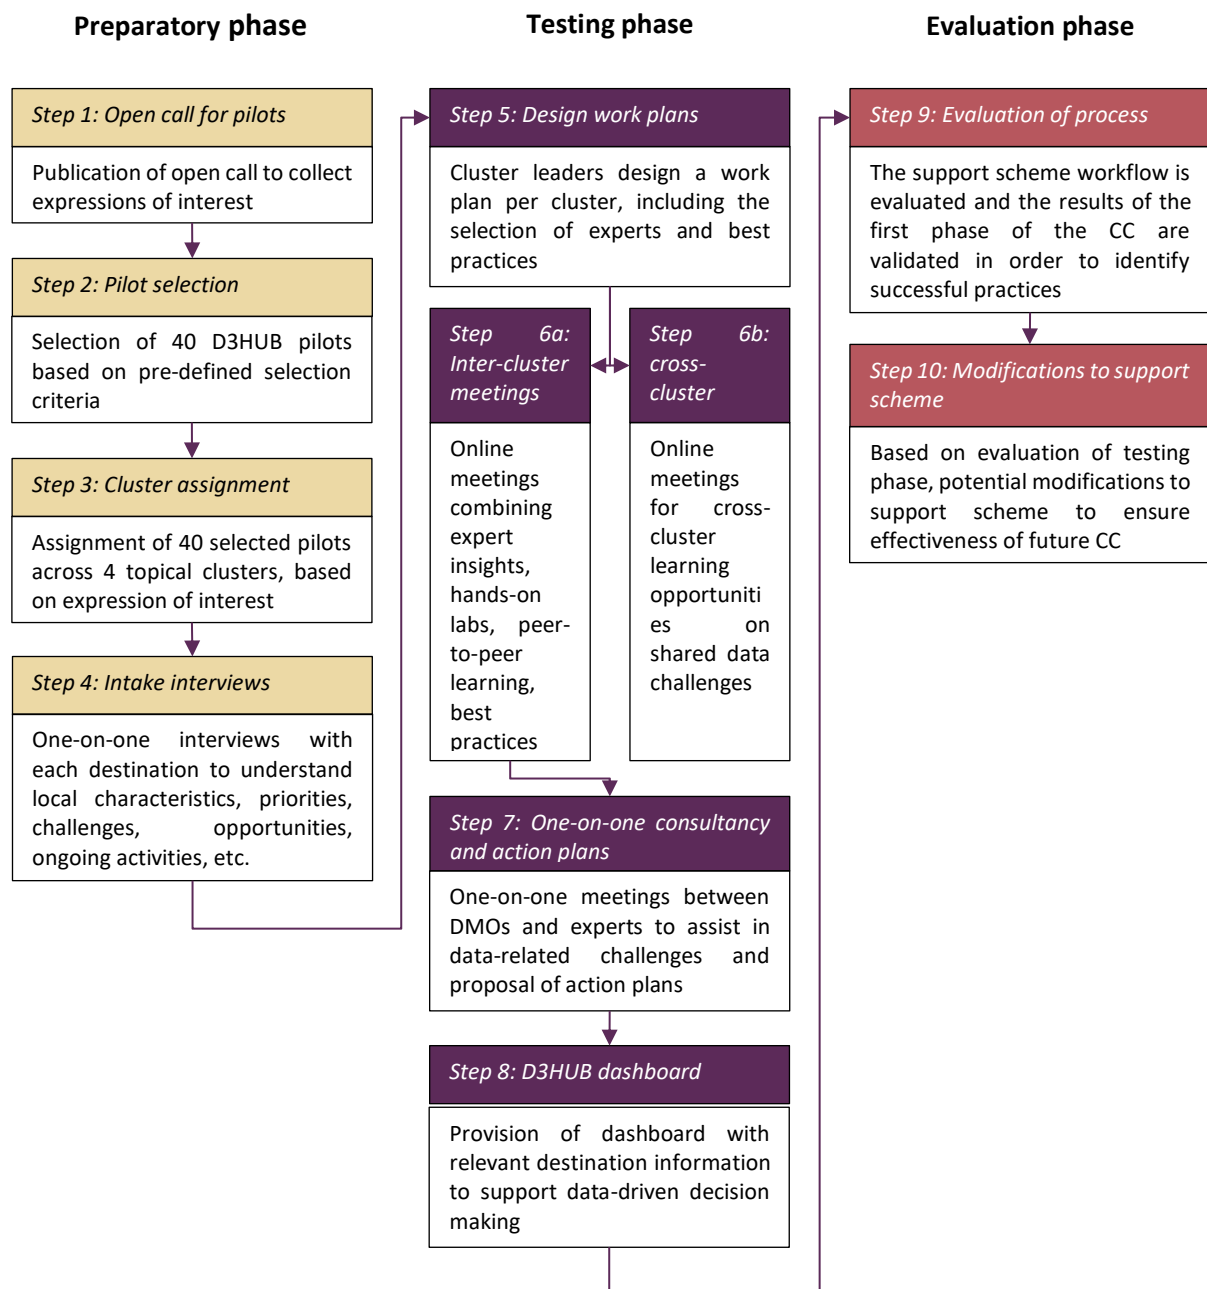 Preparatory phase
Testing phase
Evaluation phase
Step 1: Open call for pilots
Publication of open call to collect
expressions of interest
Step 2: Pilot selection
Selection of 40 D3HUB pilots
based on pre-defined selection
criteria
Step 3: Cluster assignment
Assignment of 40 selected pilots
across 4 topical clusters, based
on expression of interest
Step 4: Intake interviews
One-on-one interviews with
each destination to understand
local characteristics, priorities,
challenges, opportunities,
ongoing activities, etc.
Step 5: Design work plans
Cluster leaders design a work
plan per cluster, including the
selection of experts and best
practices
Step 6a:
Inter-cluster
meetings
Online
meetings
combining
expert
insights,
hands-on
labs, peer-
to-peer
learning,
best
practices
Step 6b:
cross-
cluster
Online
meetings
for cross-
cluster
learning
opportuniti
es on
shared data
challenges
Step 7: One-on-one consultancy
and action plans
One-on-one meetings between
DMOs and experts to assist in
data-related challenges and
proposal of action plans
Step 8: D3HUB dashboard
Provision of dashboard with
relevant destination information
to support data-driven decision
making
Step 9: Evaluation of process
The support scheme workflow is
evaluated and the results of the
first phase of the CC are
validated in order to identify
successful practices
Step 10: Modifications to support
scheme
Based on evaluation of testing
phase, potential modifications to
support scheme to ensure
effectiveness of future CC